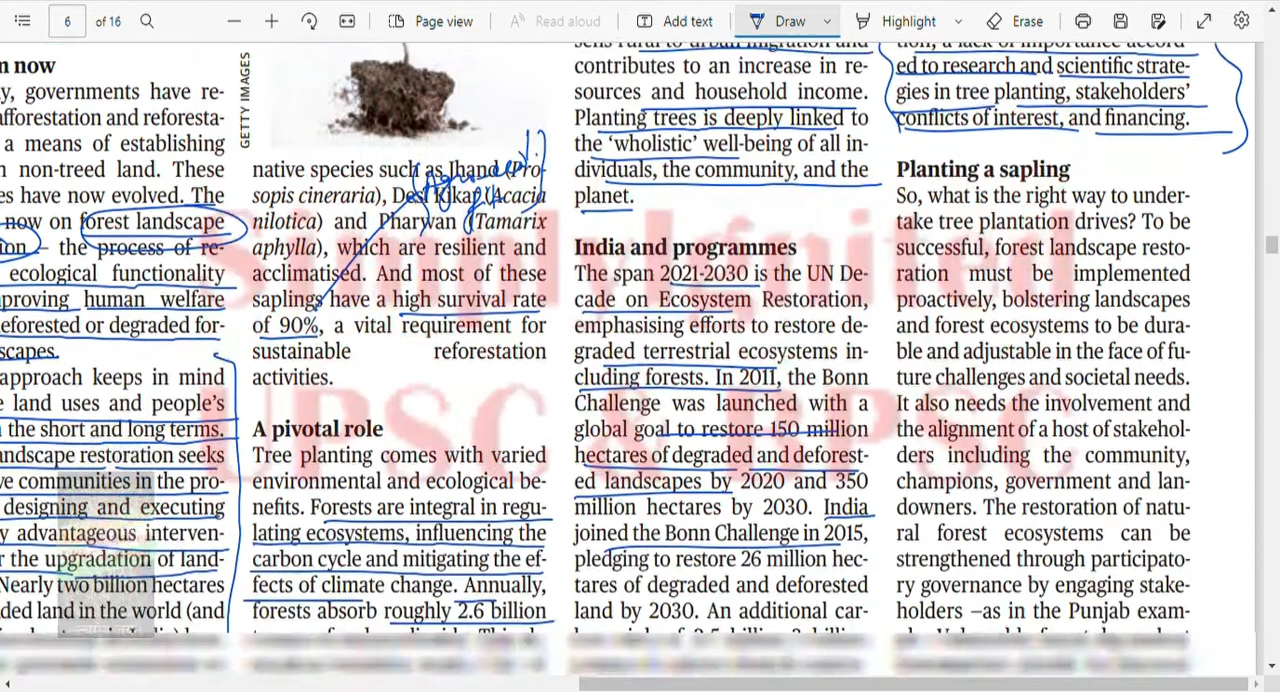 6 of 16 Page view Read aloud Add text Draw Highlight Erase
n now
y, governments have re-
fforestation and reforesta-
a means of establishing
n non-treed land. These
es have now evolved. The
now on forest landscape
ion – the process of re-
ecological functionality
proving human welfare
eforested or degraded for-
scapes.
approach keeps in mind
e land uses and people's
n the short and long terms.
andscape restoration seeks
ve communities in the pro-
designing and executing
y advantageous interven-
r the upgradation of land-
Nearly two billion hectares
ded land in the world (and
GETTY IMAGES
native species such as Jhand (Pro-
sopis cineraria), Desi Kikar (Acacia
nilotica) and Pharwan (Tamarix
aphylla), which are resilient and
acclimatised. And most of these
saplings have a high survival rate
of 90%, a vital requirement for
sustainable reforestation
activities.
A pivotal role
Tree planting comes with varied
environmental and ecological be-
nefits. Forests are integral in regu-
lating ecosystems, influencing the
carbon cycle and mitigating the ef-
fects of climate change. Annually,
forests absorb roughly 2.6 billion
sens rural to urban migration and
contributes to an increase in re-
sources and household income.
Planting trees is deeply linked to
the 'wholistic' well-being of all in-
dividuals, the community, and the
planet.
India and programmes
The span 2021-2030 is the UN De-
cade on Ecosystem Restoration,
emphasising efforts to restore de-
graded terrestrial ecosystems in-
cluding forests. In 2011, the Bonn
Challenge was launched with a
global goal to restore 150 million
hectares of degraded and deforest-
ed landscapes by 2020 and 350
million hectares by 2030. India
joined the Bonn Challenge in 2015,
pledging to restore 26 million hec-
tares of degraded and deforested
land by 2030. An additional car-
tion, a lack of importance accord-
ed to research and scientific strate-
gies in tree planting, stakeholders'
conflicts of interest, and financing.
Planting a sapling
So, what is the right way to under-
take tree plantation drives? To be
successful, forest landscape resto-
ration must be implemented
proactively, bolstering landscapes
and forest ecosystems to be dura-
ble and adjustable in the face of fu-
ture challenges and societal needs.
It also needs the involvement and
the alignment of a host of stakehol-
ders including the community,
champions, government and lan-
downers. The restoration of natu-
ral forest ecosystems can be
strengthened through participato-
ry governance by engaging stake-
holders –as in the Punjab exam-
SimplyIgnited
UPSC & BPSC